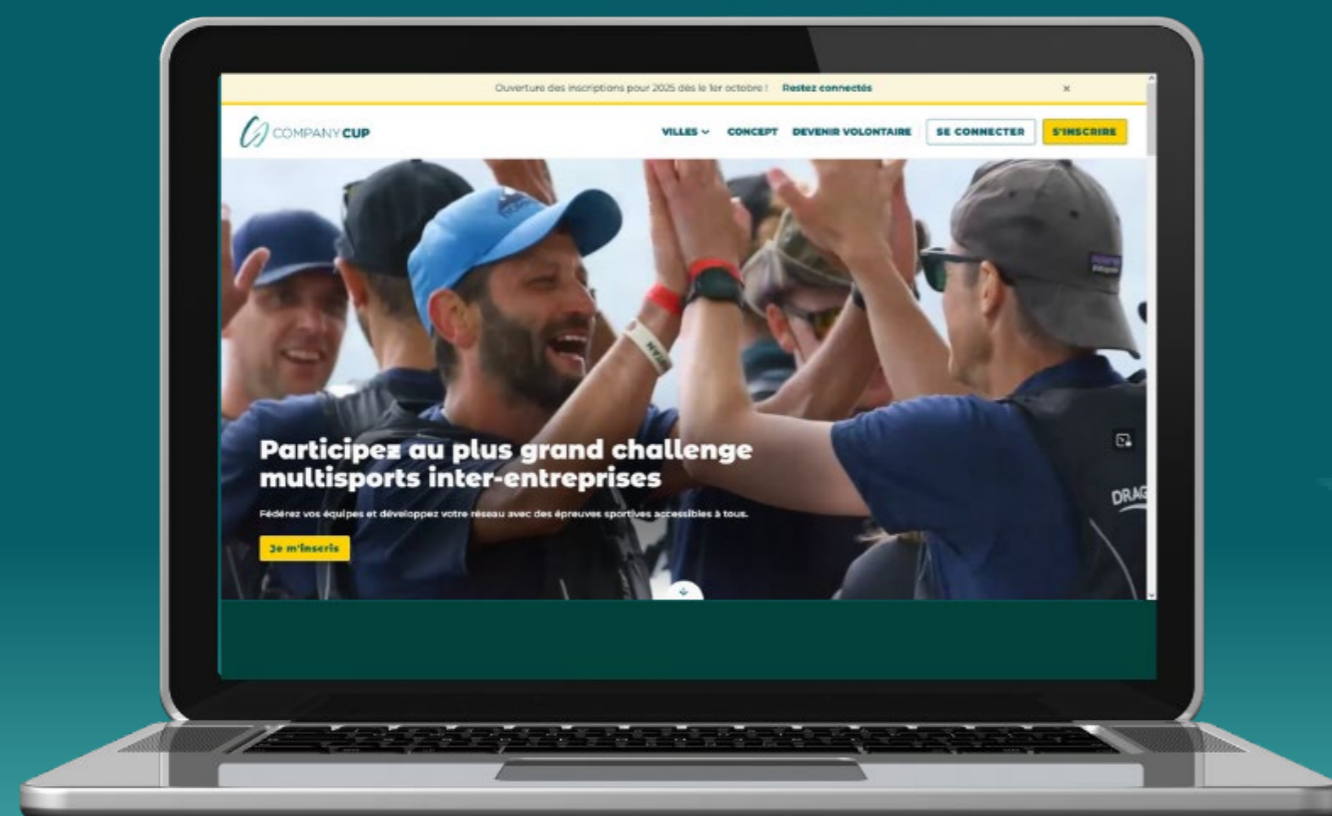 Ouverture des inscriptions pour 2025 dès le 1er octobre ! Restez connectés ×
COMPANY CUP
VILLES CONCEPT DEVENIR VOLONTAIRE SE CONNECTER S'INSCRIRE
Participez au plus grand challenge
multisports inter-entreprises
Fédérez vos équipes et développez votre réseau avec des épreuves sportives accessibles à tous.
Je m'inscris
DRAG